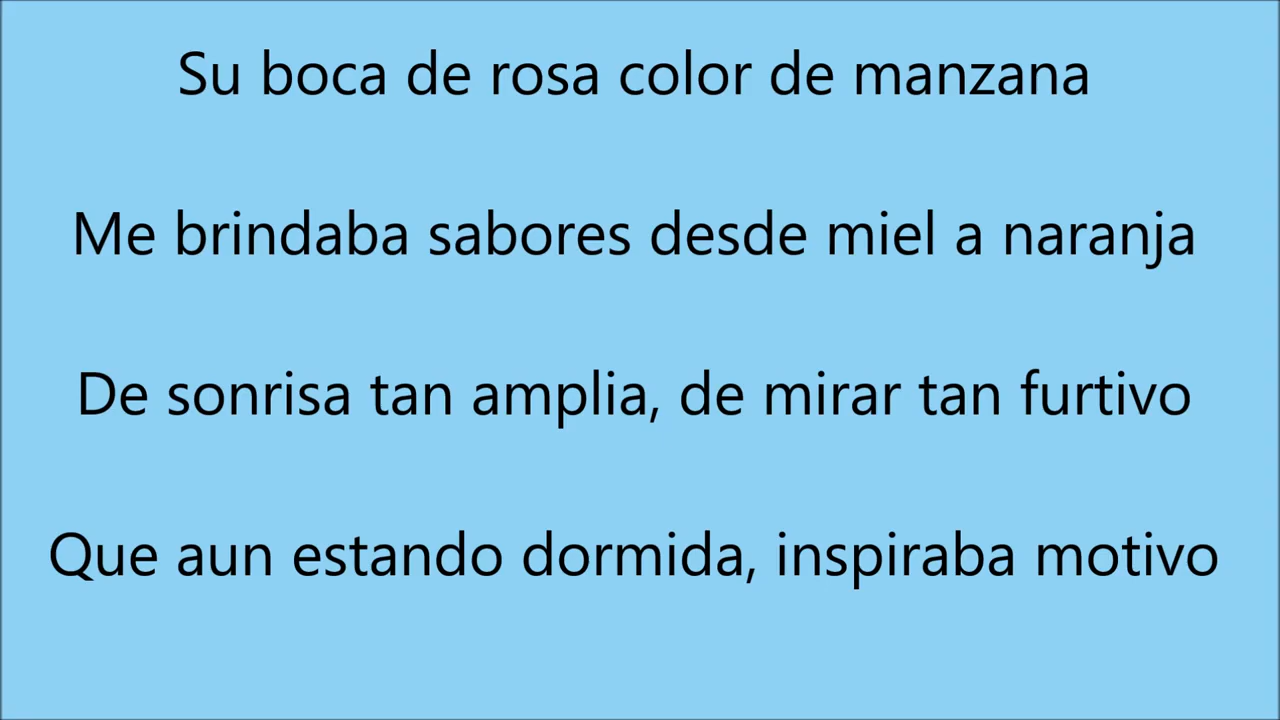 Su boca de rosa color de manzana
Me brindaba sabores desde miel a naranja
De sonrisa tan amplia, de mirar tan furtivo
Que aun estando dormida, inspiraba motivo